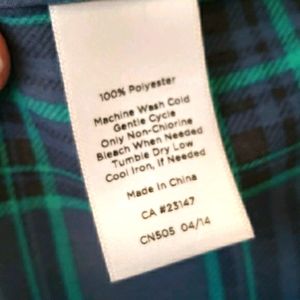 100% Polyester
Machine Wash Cold
Gentle Cycle
Only Non-Chlorine
Bleach When Needed
Tumble Dry Low
Cool Iron, If Needed
Made In China
CA #23147
CN505 04/14